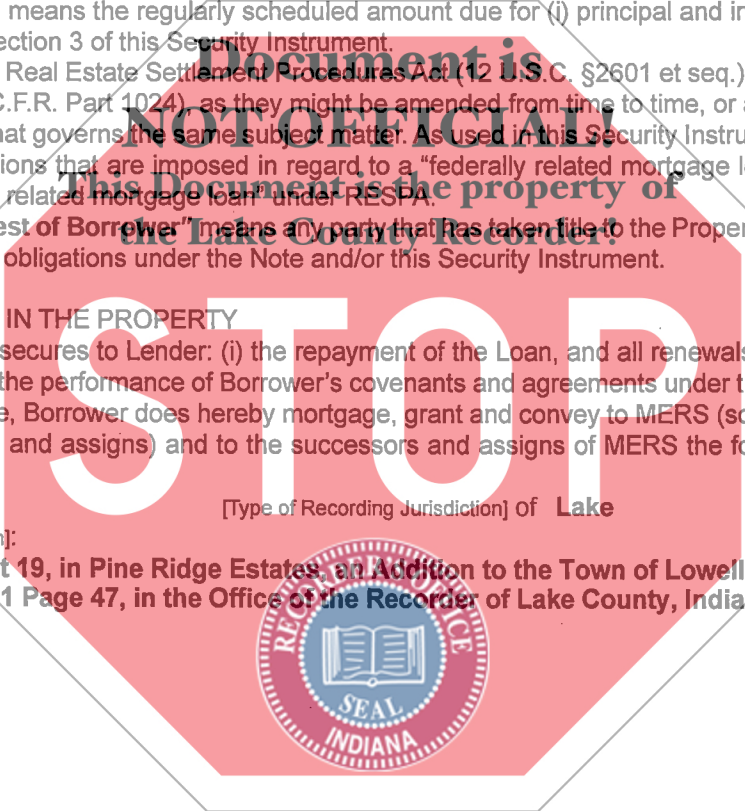 means the regularly scheduled amount due for (i) principal and in
ection 3 of this Security Instrument.
Document is
Real Estate Settlement Procedures Act (12 U.S.C. §2601 et seq.)
C.F.R. Part 1024), as they might be amended from time to time, or a
NOT OFFICIAL!
hat governs the same subject matter. As used in this Security Instru
ions that are imposed in regard to a "federally related mortgage l
This Document is the property of
related mortgage loan" under RESPA.
est of Borrower" means any party that has taken title to the Proper
the Lake County Recorder!
obligations under the Note and/or this Security Instrument.
IN THE PROPERTY
secures to Lender: (i) the repayment of the Loan, and all renewals
the performance of Borrower's covenants and agreements under t
e, Borrower does hereby mortgage, grant and convey to MERS (so
and assigns) and to the successors and assigns of MERS the fo
STOP
[Type of Recording Jurisdiction] of Lake
n]:
t 19, in Pine Ridge Estates, an Addition to the Town of Lowell
1 Page 47, in the Office of the Recorder of Lake County, India
RECORDER'S OFFICE
SEAL
INDIANA